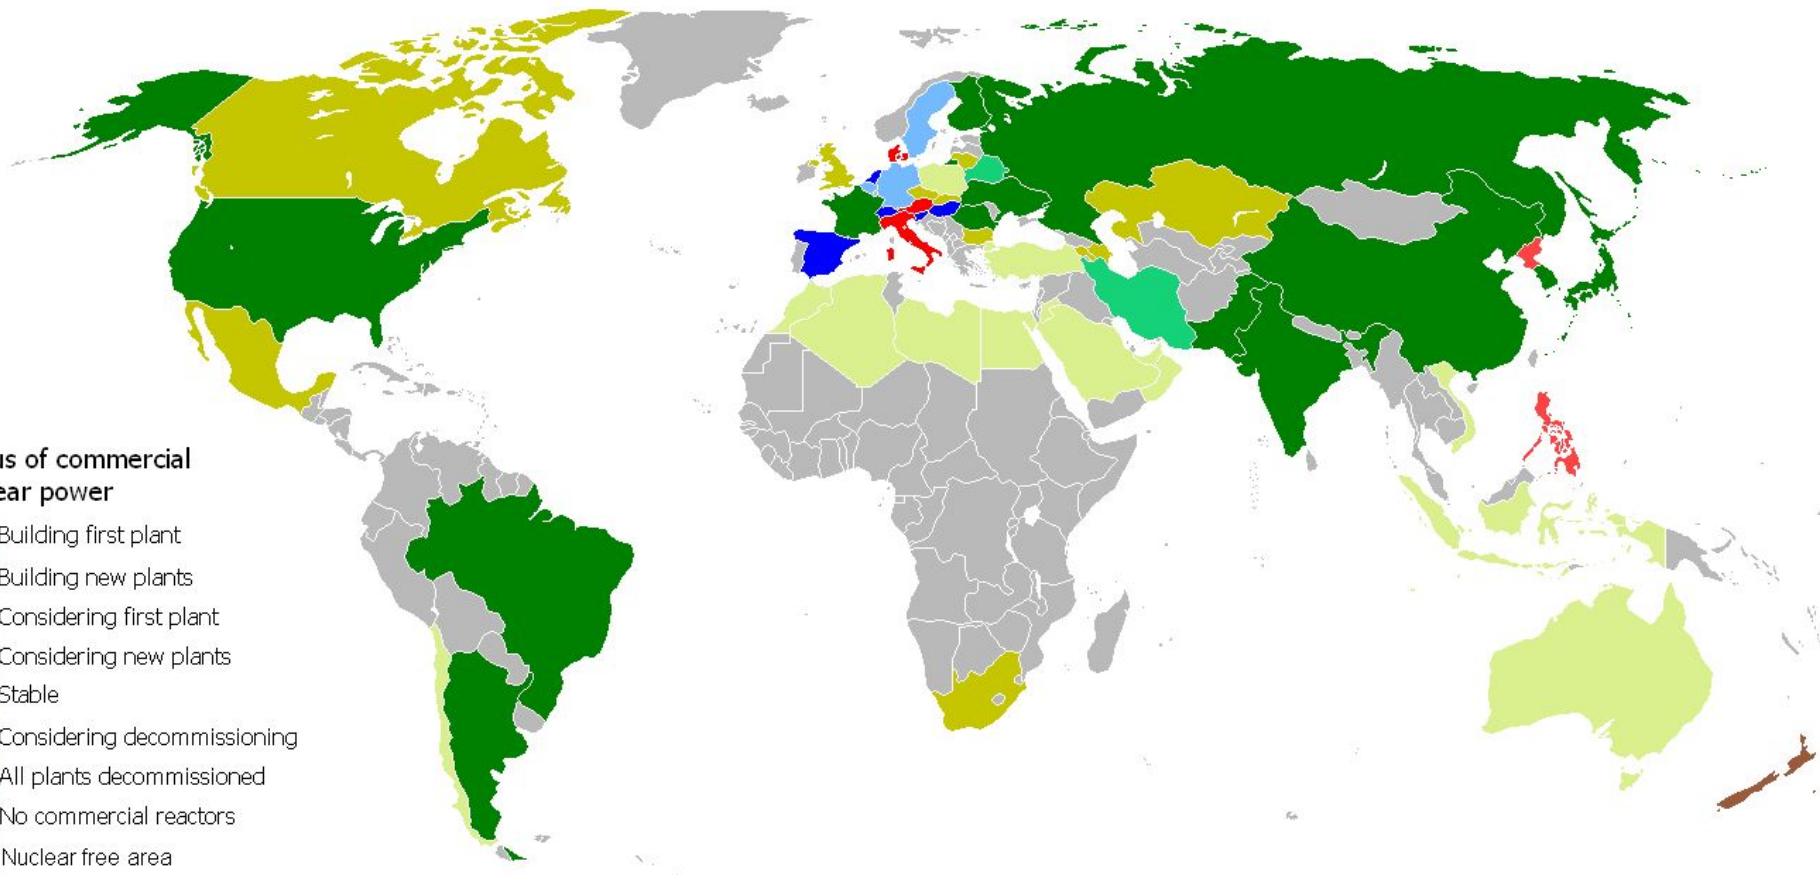 us of commercial
ear power
Building first plant
Building new plants
Considering first plant
Considering new plants
Stable
Considering decommissioning
All plants decommissioned
No commercial reactors
Nuclear free area